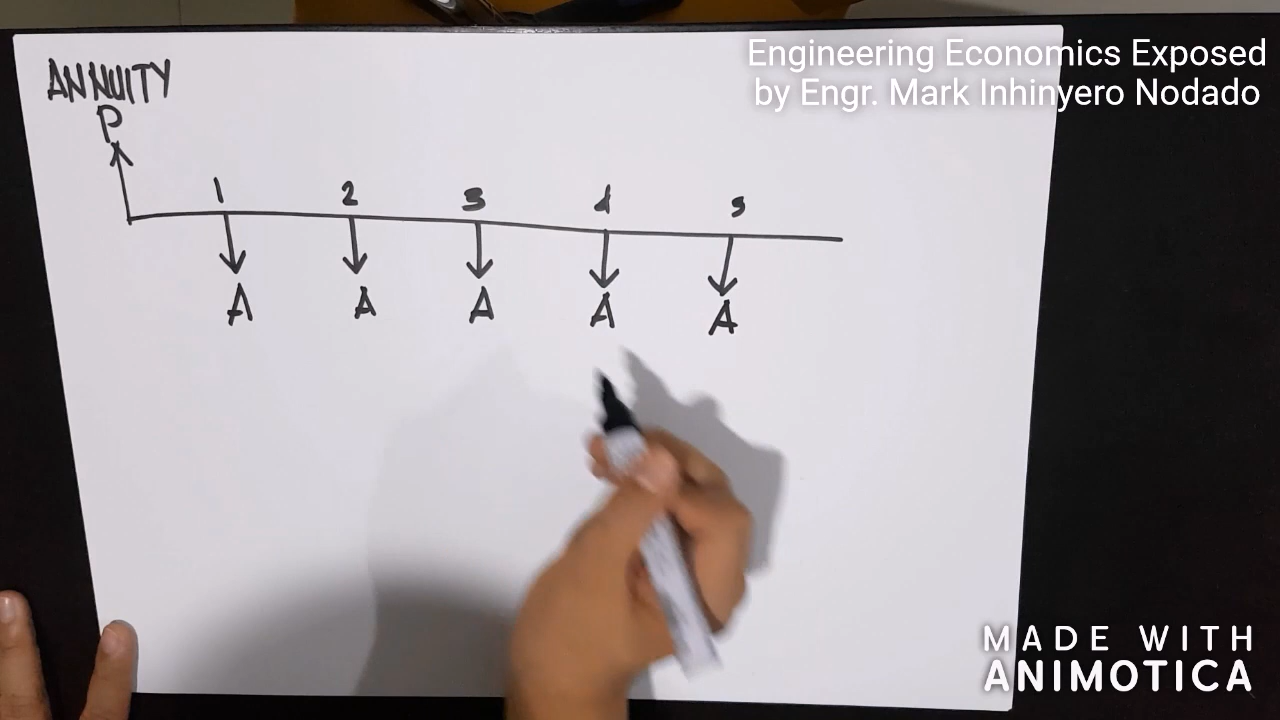 Engineering Economics Exposed
by Engr. Mark Inhinyero Nodado
ANNUITY
P
1 2 3 4 5
A A A A A
MADE WITH
ANIMOTICA